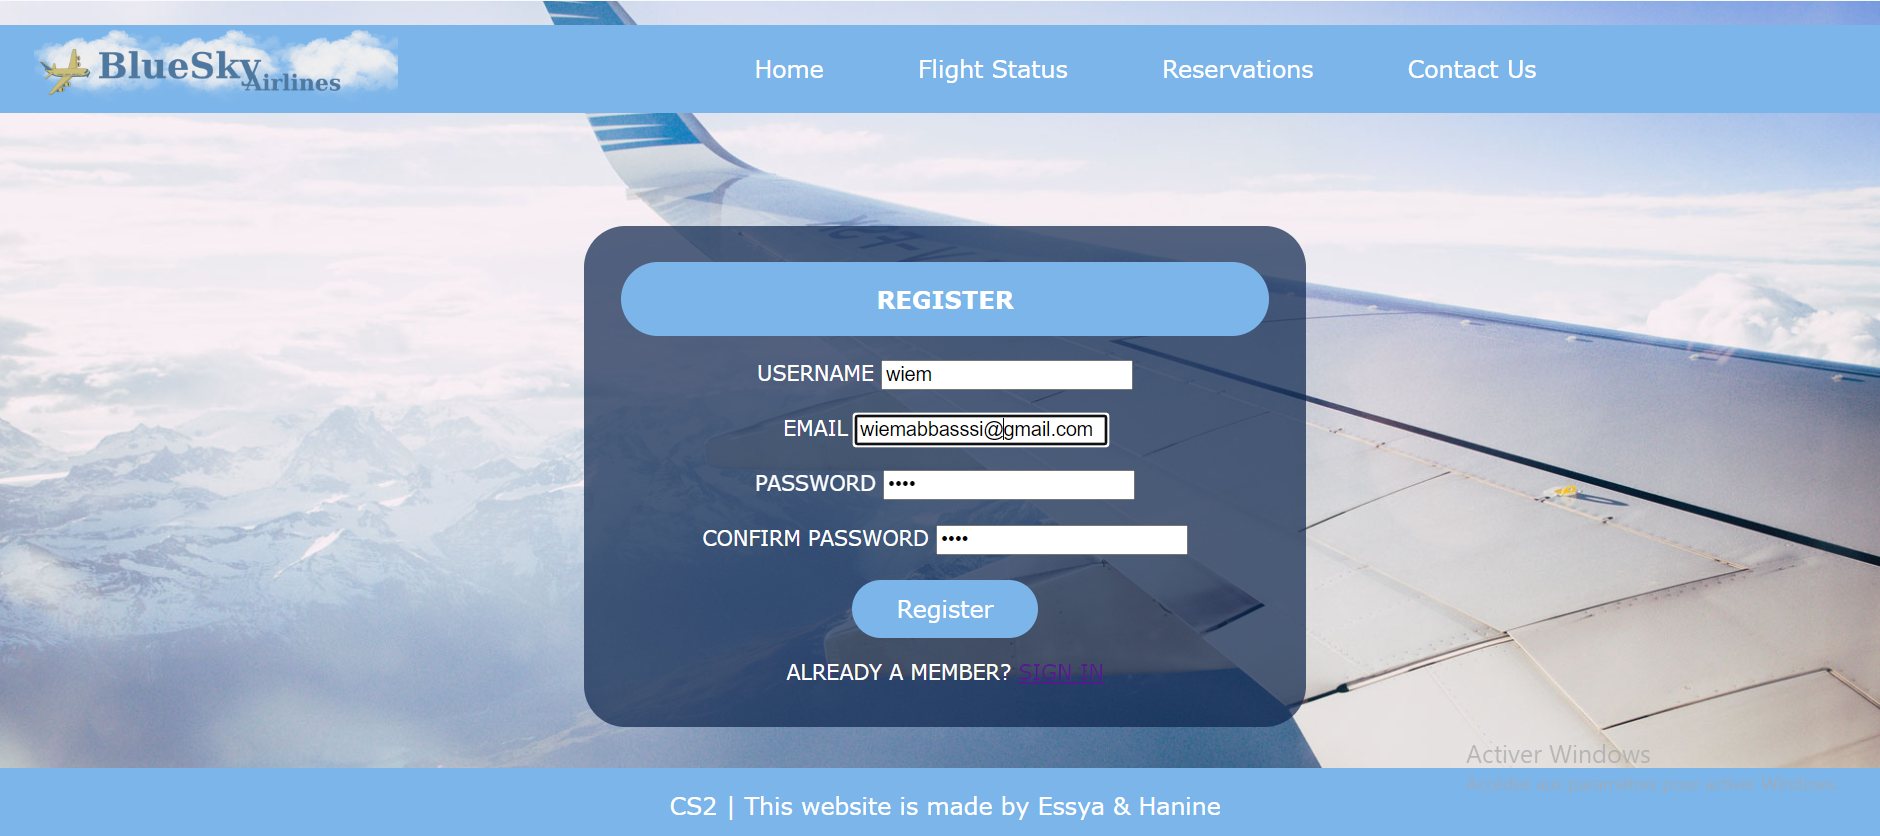 BlueSky Airlines
Home Flight Status Reservations Contact Us
REGISTER
USERNAME wiem
EMAIL wiemabbasssi@gmail.com
PASSWORD ••••
CONFIRM PASSWORD ••••
Register
ALREADY A MEMBER? SIGN IN
Activer Windows
CS2 | This website is made by Essya & Hanine